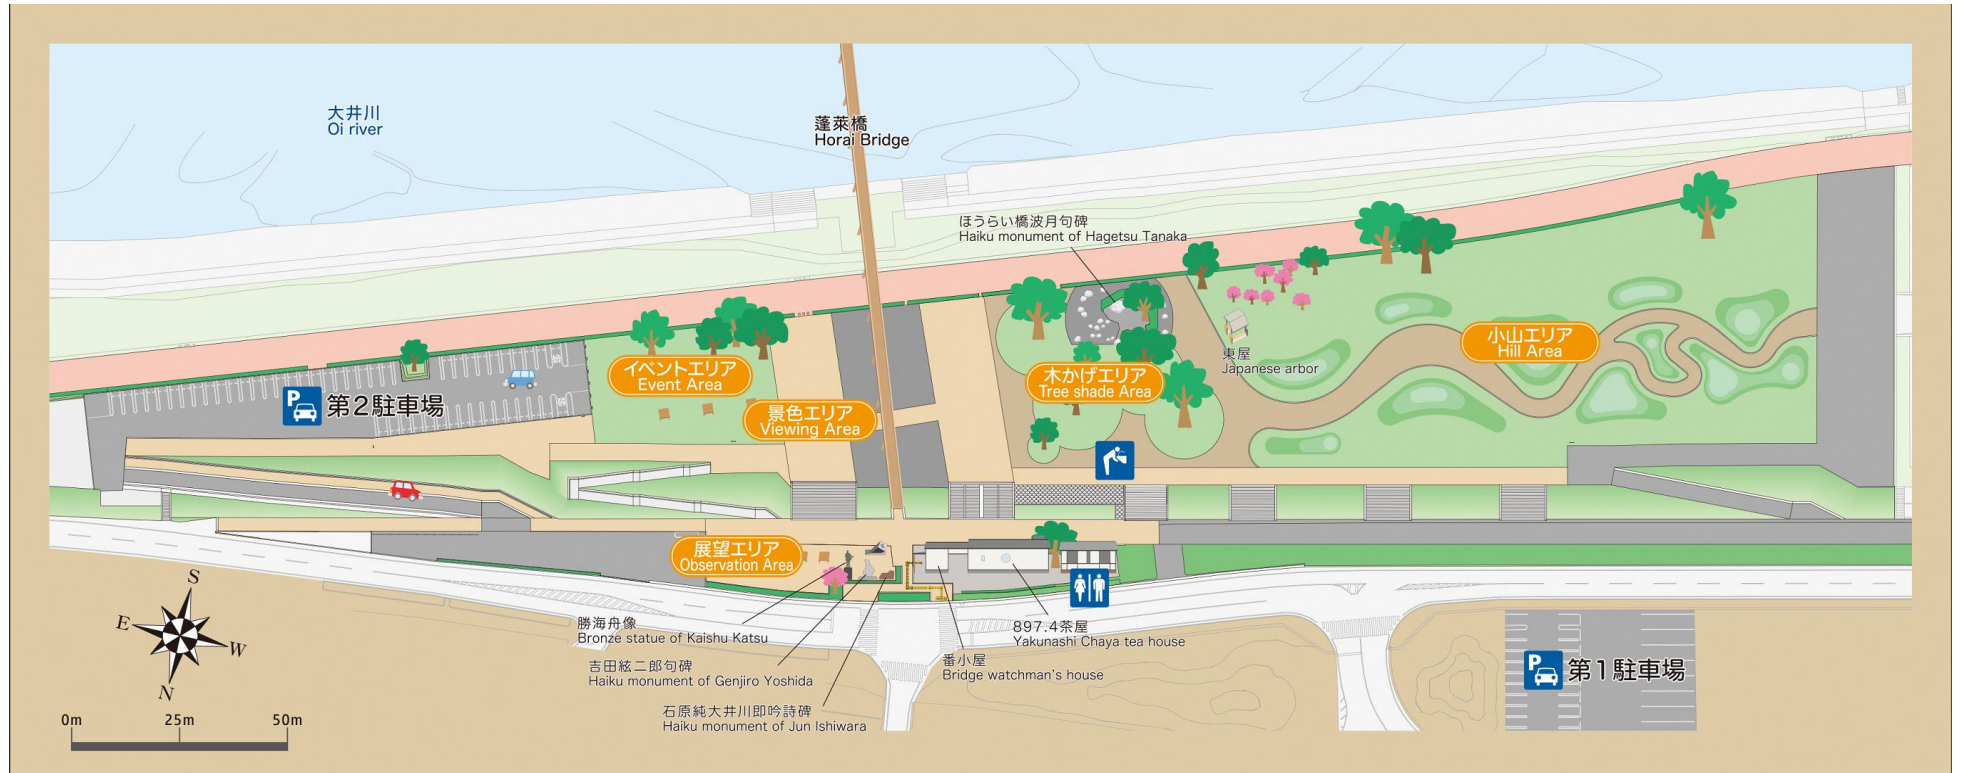 大井川
Oi river
蓬萊橋
Horai Bridge
ほうらい橋波月句碑
Haiku monument of Hagetsu Tanaka
小山エリア
Hill Area
東屋
Japanese arbor
イベントエリア
Event Area
木かげエリア
Tree shade Area
P
第2駐車場
景色エリア
Viewing Area
展望エリア
Observation Area
S
E
W
N
勝海舟像
Bronze statue of Kaishu Katsu
897.4茶屋
Yakunashi Chaya tea house
吉田絃二郎句碑
Haiku monument of Genjiro Yoshida
番小屋
Bridge watchman's house
P
第1駐車場
石原純大井川即吟詩碑
Haiku monument of Jun Ishiwara
0m 25m 50m